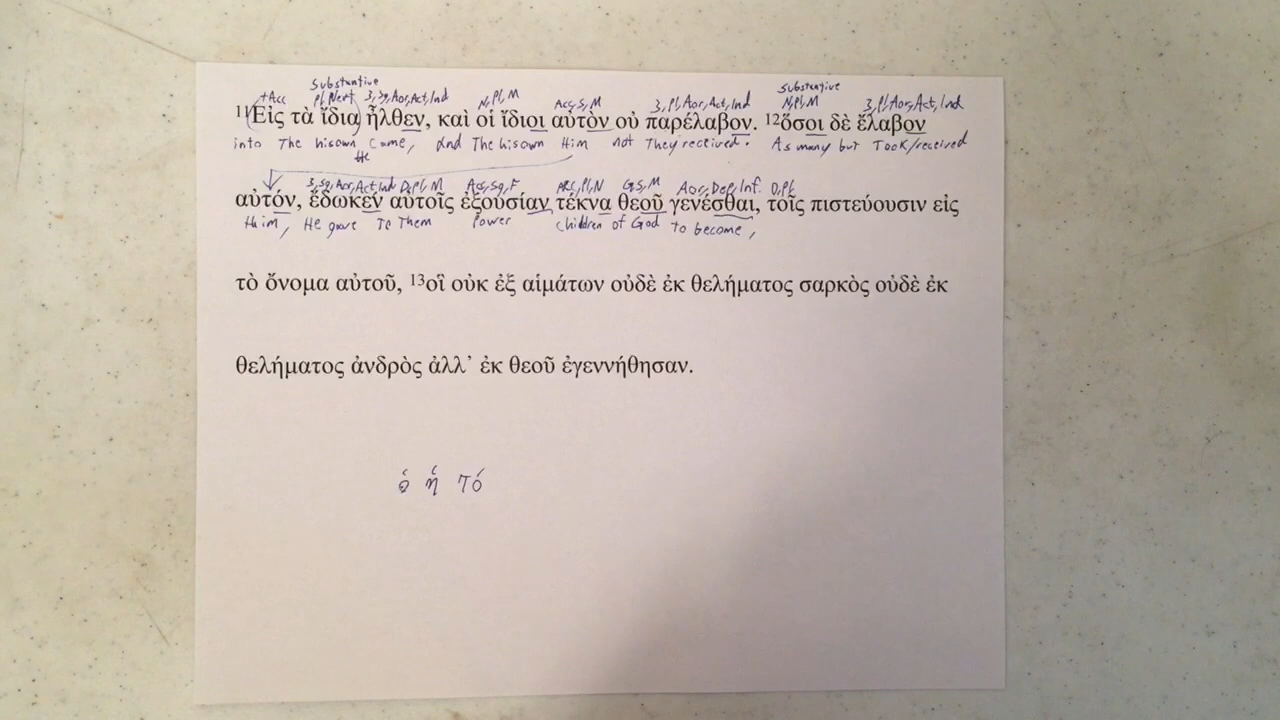 Substantive substantive
+Acc Pl, Neut 3, Sg, Aor, Act, Ind N, Pl, M Acc, S, M 3, Pl, Aor, Act, Ind N, Pl, M 3, Pl, Aor, Act, Ind
11(Εἰς τὰ ἴδια) ἦλθεν, καὶ οἱ ἴδιοι αὐτὸν οὐ παρέλαβον. 12ὅσοι δὲ ἔλαβον
into The his own Came, and The his own Him not They received. As many but Took/received
He
3, Sg, Aor, Act, Ind D, Pl, M Acc, Sg, F Acc, Pl, N G, S, M Aor, Dep, Inf. D, Pl
αὐτόν, ἔδωκεν αὐτοῖς ἐξουσίαν τέκνα θεοῦ γενέσθαι, τοῖς πιστεύουσιν εἰς
Him, He gave To Them Power children of God to become,
τὸ ὄνομα αὐτοῦ, 13οἳ οὐκ ἐξ αἱμάτων οὐδὲ ἐκ θελήματος σαρκὸς οὐδὲ ἐκ
θελήματος ἀνδρὸς ἀλλ’ ἐκ θεοῦ ἐγεννήθησαν.
ὁ ἡ τό